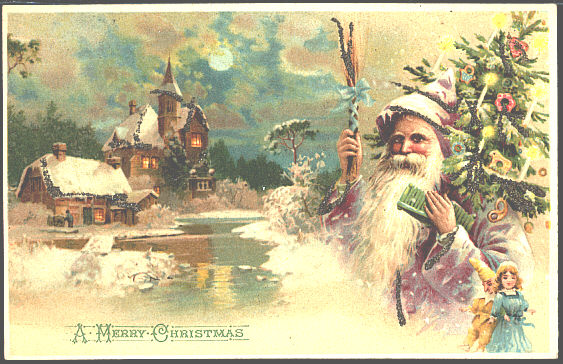 A · MERRY · CHRISTMAS